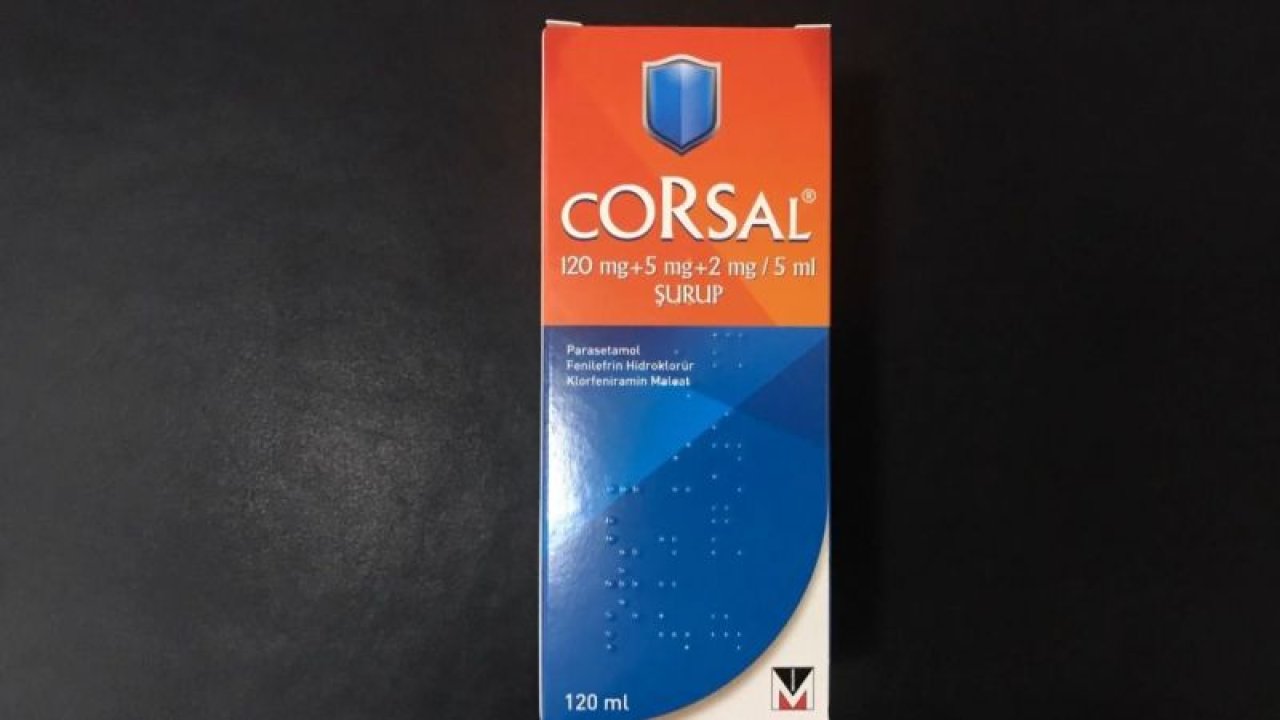 CORSAL®
120 mg+5 mg+2 mg / 5 ml
ŞURUP
Parasetamol
Fenilefrin Hidroklorür
Klorfeniramin Maleat
120 ml